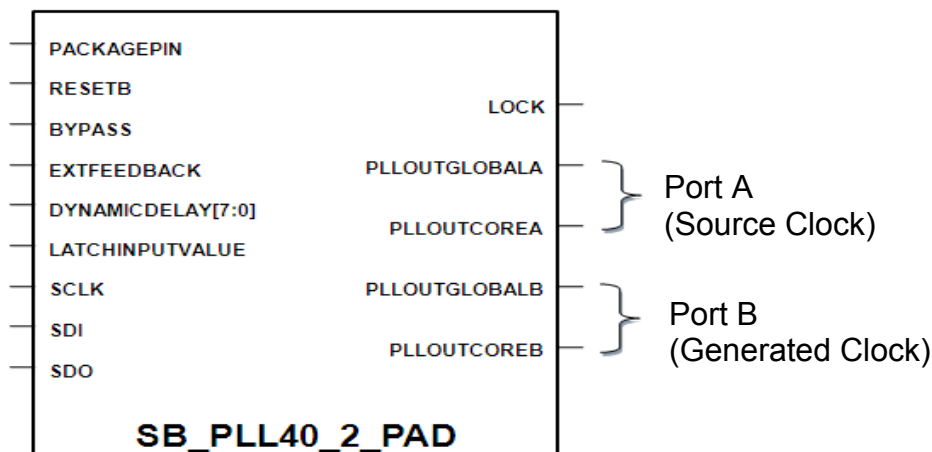 PACKAGEPIN
RESETB
BYPASS
EXTFEEDBACK
DYNAMICDELAY[7:0]
LATCHINPUTVALUE
SCLK
SDI
SDO
LOCK
PLLOUTGLOBALA
PLLOUTCOREA
PLLOUTGLOBALB
PLLOUTCOREB
Port A
(Source Clock)
Port B
(Generated Clock)
SB_PLL40_2_PAD